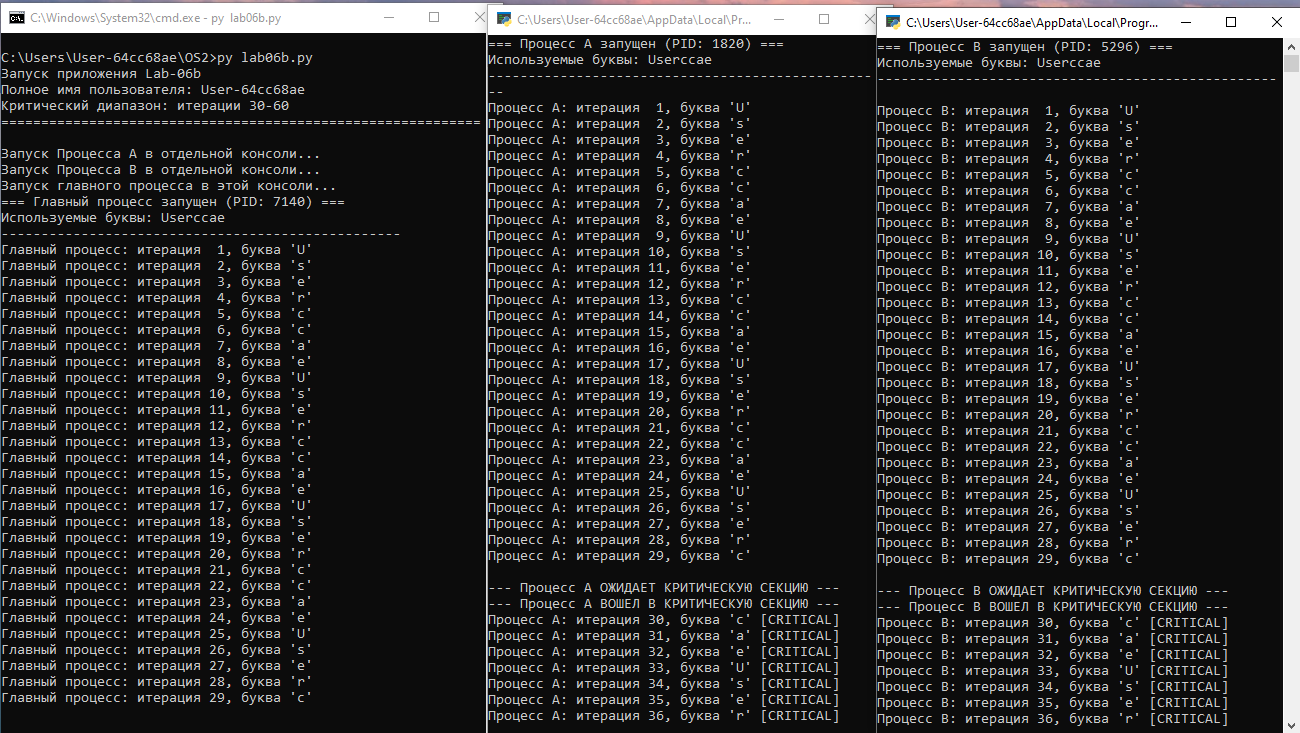 C:\Windows\System32\cmd.exe - py lab06b.py
C:\Users\User-64cc68ae\OS2>py lab06b.py
Запуск приложения Lab-06b
Полное имя пользователя: User-64cc68ae
Критический диапазон: итерации 30-60
============================================================
Запуск Процесса A в отдельной консоли...
Запуск Процесса B в отдельной консоли...
Запуск главного процесса в этой консоли...
=== Главный процесс запущен (PID: 7140) ===
Используемые буквы: Userccae
--------------------------------------------------
Главный процесс: итерация  1, буква 'U'
Главный процесс: итерация  2, буква 's'
Главный процесс: итерация  3, буква 'e'
Главный процесс: итерация  4, буква 'r'
Главный процесс: итерация  5, буква 'c'
Главный процесс: итерация  6, буква 'c'
Главный процесс: итерация  7, буква 'a'
Главный процесс: итерация  8, буква 'e'
Главный процесс: итерация  9, буква 'U'
Главный процесс: итерация 10, буква 's'
Главный процесс: итерация 11, буква 'e'
Главный процесс: итерация 12, буква 'r'
Главный процесс: итерация 13, буква 'c'
Главный процесс: итерация 14, буква 'c'
Главный процесс: итерация 15, буква 'a'
Главный процесс: итерация 16, буква 'e'
Главный процесс: итерация 17, буква 'U'
Главный процесс: итерация 18, буква 's'
Главный процесс: итерация 19, буква 'e'
Главный процесс: итерация 20, буква 'r'
Главный процесс: итерация 21, буква 'c'
Главный процесс: итерация 22, буква 'c'
Главный процесс: итерация 23, буква 'a'
Главный процесс: итерация 24, буква 'e'
Главный процесс: итерация 25, буква 'U'
Главный процесс: итерация 26, буква 's'
Главный процесс: итерация 27, буква 'e'
Главный процесс: итерация 28, буква 'r'
Главный процесс: итерация 29, буква 'c'
C:\Users\User-64cc68ae\AppData\Local\Pr...
=== Процесс A запущен (PID: 1820) ===
Используемые буквы: Userccae
------------------------------------------------
--
Процесс A: итерация  1, буква 'U'
Процесс A: итерация  2, буква 's'
Процесс A: итерация  3, буква 'e'
Процесс A: итерация  4, буква 'r'
Процесс A: итерация  5, буква 'c'
Процесс A: итерация  6, буква 'c'
Процесс A: итерация  7, буква 'a'
Процесс A: итерация  8, буква 'e'
Процесс A: итерация  9, буква 'U'
Процесс A: итерация 10, буква 's'
Процесс A: итерация 11, буква 'e'
Процесс A: итерация 12, буква 'r'
Процесс A: итерация 13, буква 'c'
Процесс A: итерация 14, буква 'c'
Процесс A: итерация 15, буква 'a'
Процесс A: итерация 16, буква 'e'
Процесс A: итерация 17, буква 'U'
Процесс A: итерация 18, буква 's'
Процесс A: итерация 19, буква 'e'
Процесс A: итерация 20, буква 'r'
Процесс A: итерация 21, буква 'c'
Процесс A: итерация 22, буква 'c'
Процесс A: итерация 23, буква 'a'
Процесс A: итерация 24, буква 'e'
Процесс A: итерация 25, буква 'U'
Процесс A: итерация 26, буква 's'
Процесс A: итерация 27, буква 'e'
Процесс A: итерация 28, буква 'r'
Процесс A: итерация 29, буква 'c'
--- Процесс A ОЖИДАЕТ КРИТИЧЕСКУЮ СЕКЦИЮ ---
--- Процесс A ВОШЕЛ В КРИТИЧЕСКУЮ СЕКЦИЮ ---
Процесс A: итерация 30, буква 'c' [CRITICAL]
Процесс A: итерация 31, буква 'a' [CRITICAL]
Процесс A: итерация 32, буква 'e' [CRITICAL]
Процесс A: итерация 33, буква 'U' [CRITICAL]
Процесс A: итерация 34, буква 's' [CRITICAL]
Процесс A: итерация 35, буква 'e' [CRITICAL]
Процесс A: итерация 36, буква 'r' [CRITICAL]
C:\Users\User-64cc68ae\AppData\Local\Progr...
=== Процесс B запущен (PID: 5296) ===
Используемые буквы: Userccae
--------------------------------------------------
Процесс B: итерация  1, буква 'U'
Процесс B: итерация  2, буква 's'
Процесс B: итерация  3, буква 'e'
Процесс B: итерация  4, буква 'r'
Процесс B: итерация  5, буква 'c'
Процесс B: итерация  6, буква 'c'
Процесс B: итерация  7, буква 'a'
Процесс B: итерация  8, буква 'e'
Процесс B: итерация  9, буква 'U'
Процесс B: итерация 10, буква 's'
Процесс B: итерация 11, буква 'e'
Процесс B: итерация 12, буква 'r'
Процесс B: итерация 13, буква 'c'
Процесс B: итерация 14, буква 'c'
Процесс B: итерация 15, буква 'a'
Процесс B: итерация 16, буква 'e'
Процесс B: итерация 17, буква 'U'
Процесс B: итерация 18, буква 's'
Процесс B: итерация 19, буква 'e'
Процесс B: итерация 20, буква 'r'
Процесс B: итерация 21, буква 'c'
Процесс B: итерация 22, буква 'c'
Процесс B: итерация 23, буква 'a'
Процесс B: итерация 24, буква 'e'
Процесс B: итерация 25, буква 'U'
Процесс B: итерация 26, буква 's'
Процесс B: итерация 27, буква 'e'
Процесс B: итерация 28, буква 'r'
Процесс B: итерация 29, буква 'c'
--- Процесс B ОЖИДАЕТ КРИТИЧЕСКУЮ СЕКЦИЮ ---
--- Процесс B ВОШЕЛ В КРИТИЧЕСКУЮ СЕКЦИЮ ---
Процесс B: итерация 30, буква 'c' [CRITICAL]
Процесс B: итерация 31, буква 'a' [CRITICAL]
Процесс B: итерация 32, буква 'e' [CRITICAL]
Процесс B: итерация 33, буква 'U' [CRITICAL]
Процесс B: итерация 34, буква 's' [CRITICAL]
Процесс B: итерация 35, буква 'e' [CRITICAL]
Процесс B: итерация 36, буква 'r' [CRITICAL]